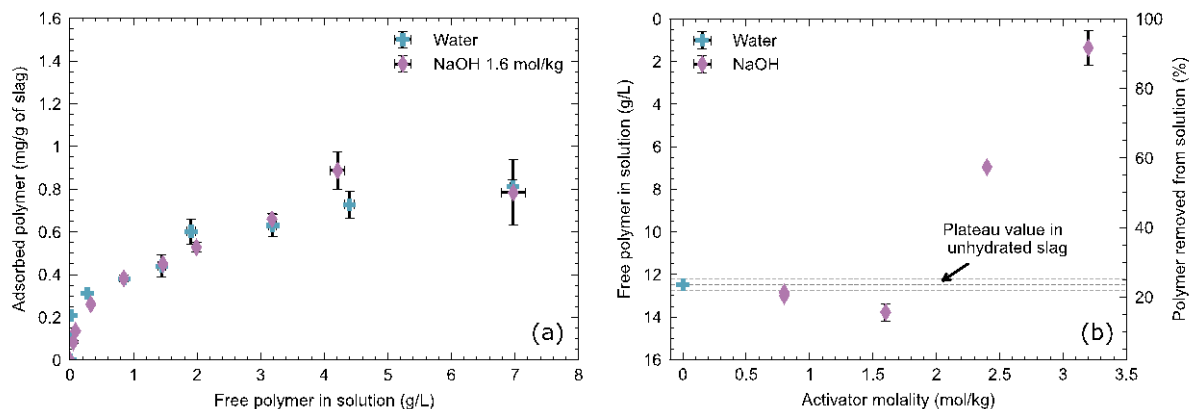 1.6
1.4
1.2
1
0.8
0.6
0.4
0.2
0
Adsorbed polymer (mg/g of slag)
Water
NaOH 1.6 mol/kg
(a)
0 1 2 3 4 5 6 7 8
Free polymer in solution (g/L)
0
2
4
6
8
10
12
14
16
Free polymer in solution (g/L)
Water
NaOH
Plateau value in
unhydrated slag
(b)
0 0.5 1 1.5 2 2.5 3 3.5
Activator molality (mol/kg)
100
80
60
40
20
Polymer removed from solution (%)